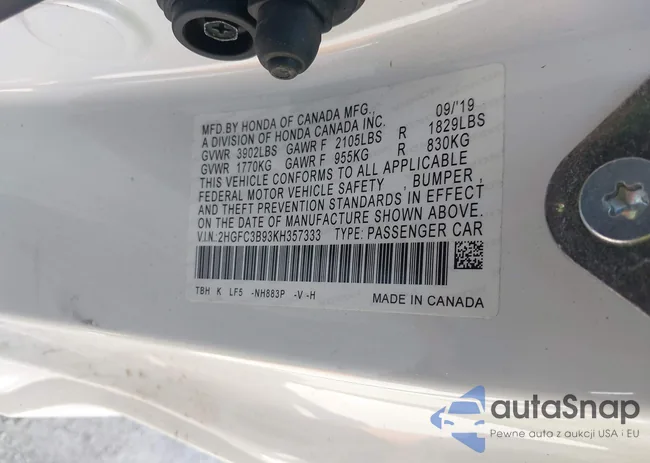 MFD.BY HONDA OF CANADA MFG., 09/'19
A DIVISION OF HONDA CANADA INC.
GVWR 3902LBS GAWR F 2105LBS R 1829LBS
GVWR 1770KG GAWR F 955KG R 830KG
THIS VEHICLE CONFORMS TO ALL APPLICABLE
FEDERAL MOTOR VEHICLE SAFETY , BUMPER,
AND THEFT PREVENTION STANDARDS IN EFFECT
ON THE DATE OF MANUFACTURE SHOWN ABOVE.
V.I.N.:2HGFC3B93KH357333 TYPE: PASSENGER CAR
TBH K LF5 -NH883P -V -H
MADE IN CANADA
autaSnap
Pewne auta z aukcji USA i EU